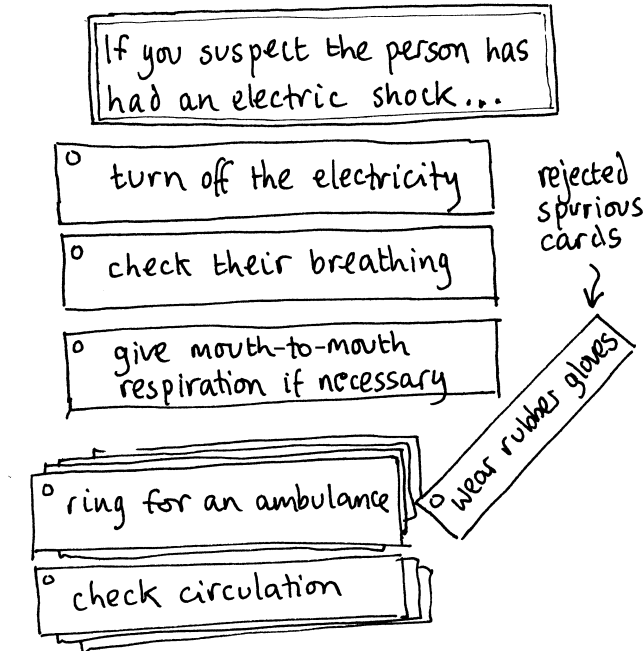 If you suspect the person has
had an electric shock...
turn off the electricity
rejected
spurious
cards
check their breathing
give mouth-to-mouth
respiration if necessary
wear rubber gloves
ring for an ambulance
check circulation